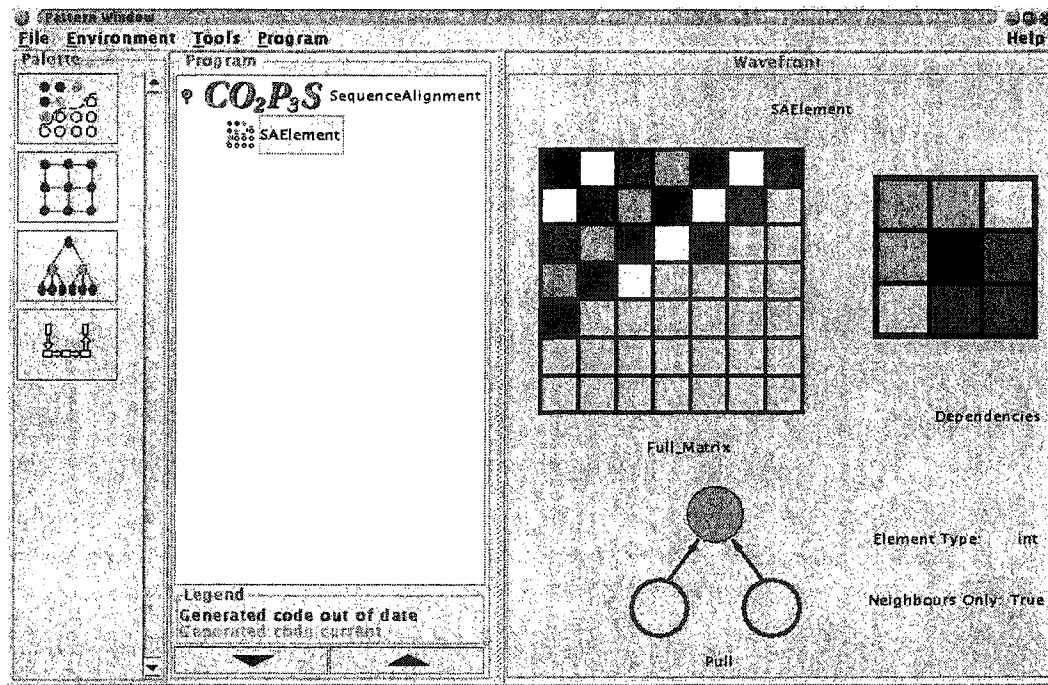 Pattern Window
File Environment Tools Program Help
Palette
Program
CO2P3S SequenceAlignment
SAElement
Legend
Generated code out of date
Generated code current
Wavefront
SAElement
Full_Matrix
Dependencies
Element Type: int
Neighbours Only: True
Pull